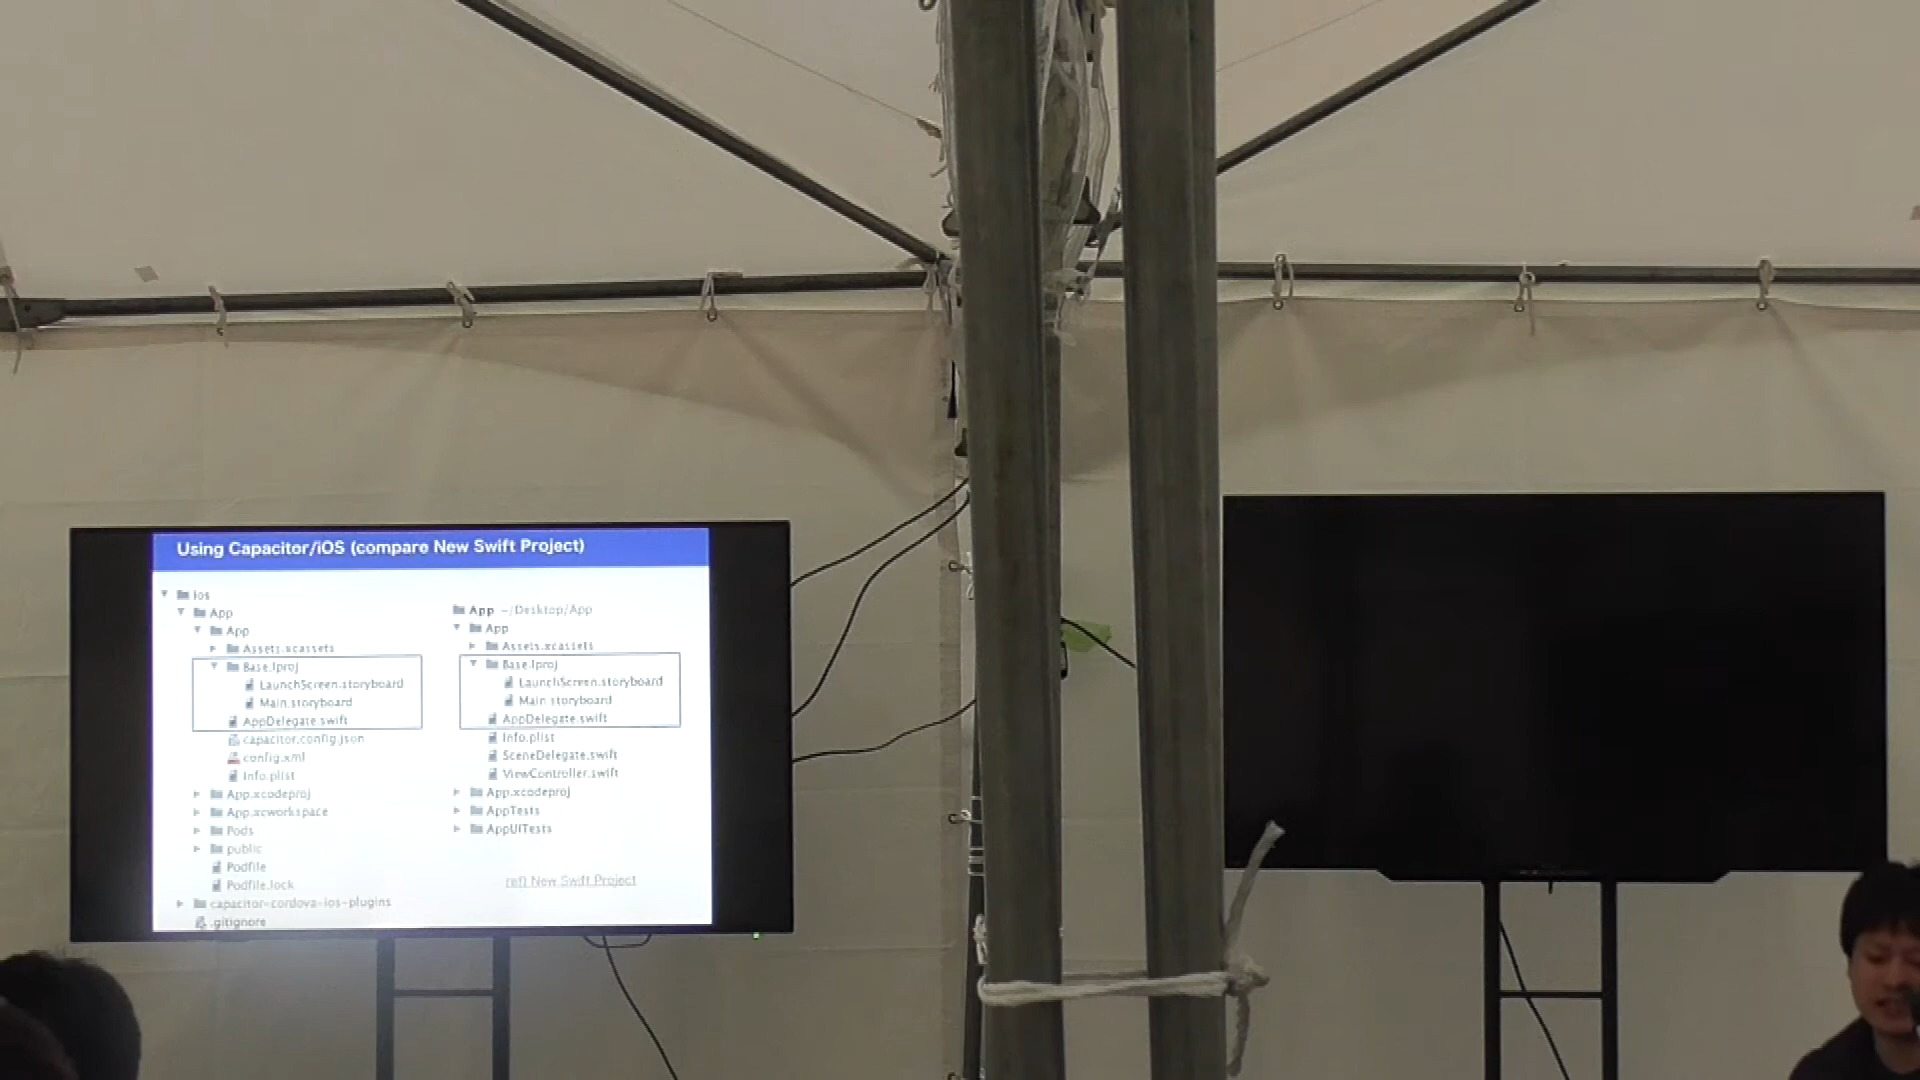 Using Capacitor/iOS (compare New Swift Project)
ios
App
App
Assets.xcassets
Base.lproj
LaunchScreen.storyboard
Main.storyboard
AppDelegate.swift
capacitor.config.json
config.xml
Info.plist
App.xcodeproj
App.xcworkspace
Pods
public
Podfile
Podfile.lock
capacitor-cordova-ios-plugins
.gitignore
App ~/Desktop/App
App
Assets.xcassets
Base.lproj
LaunchScreen.storyboard
Main.storyboard
AppDelegate.swift
Info.plist
SceneDelegate.swift
ViewController.swift
App.xcodeproj
AppTests
AppUITests
ref) New Swift Project